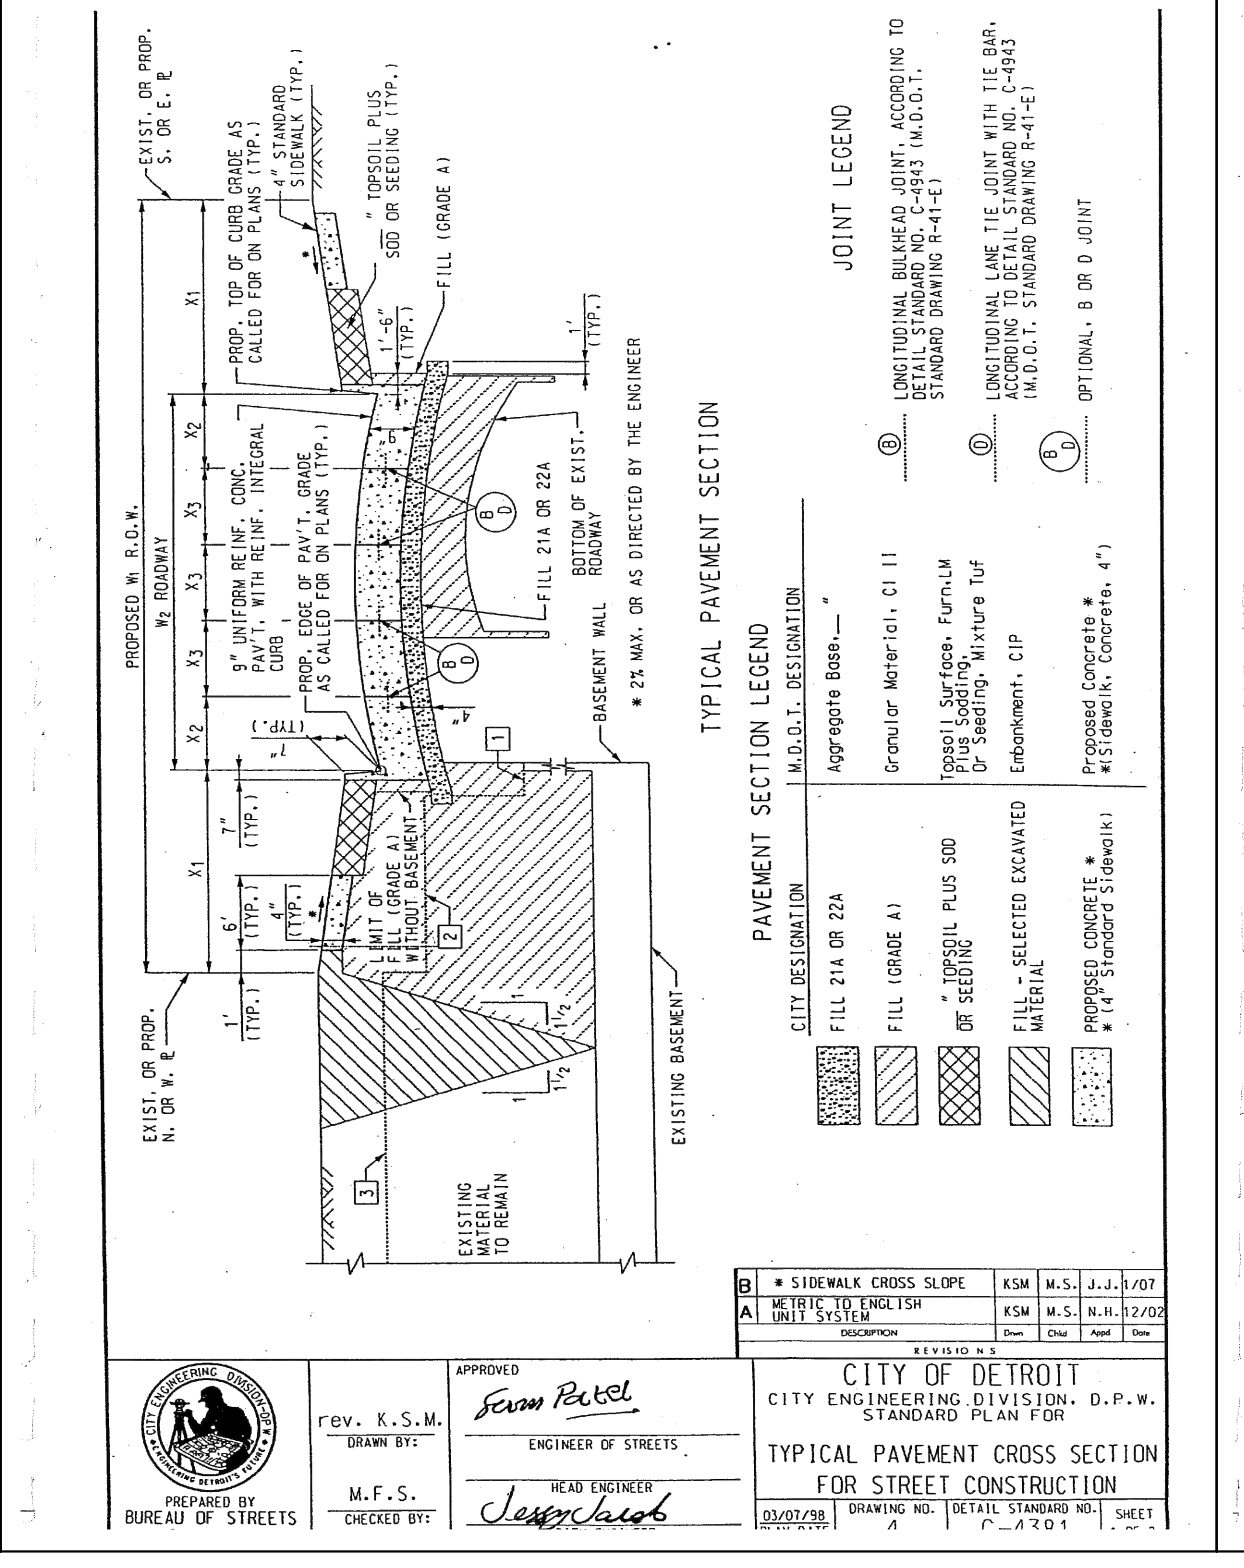 EXIST. OR PROP.
S. OR E. ⅊
PROPOSED W1 R.O.W.
W2 ROADWAY
X1
X2
X3
X3
X3
X2
X1
PROP. TOP OF CURB GRADE AS
CALLED FOR ON PLANS (TYP.)
4" STANDARD
SIDEWALK (TYP.)
*
__" TOPSOIL PLUS
SOD OR SEEDING (TYP.)
FILL (GRADE A)
1'-6"
(TYP.)
1'
(TYP.)
9" UNIFORM REINF. CONC.
PAV'T. WITH REINF. INTEGRAL
CURB
PROP. EDGE OF PAV'T. GRADE
AS CALLED FOR ON PLANS (TYP.)
9"
B
D
B
D
4"
FILL 21A OR 22A
BOTTOM OF EXIST.
ROADWAY
7"
(TYP.)
7"
(TYP.)
6'
(TYP.)
4"
(TYP.)
*
1'
(TYP.)
EXIST. OR PROP.
N. OR W. ⅊
LIMIT OF
FILL (GRADE A)
WITHOUT BASEMENT
1
2
3
1
1 1/2
1
1 1/2
BASEMENT WALL
EXISTING
MATERIAL
TO REMAIN
EXISTING BASEMENT
* 2% MAX. OR AS DIRECTED BY THE ENGINEER
TYPICAL PAVEMENT SECTION
PAVEMENT SECTION LEGEND
CITY DESIGNATION
M.D.O.T. DESIGNATION
FILL 21A OR 22A
Aggregate Base,__"
FILL (GRADE A)
Granular Material, Cl II
__" TOPSOIL PLUS SOD
OR SEEDING
Topsoil Surface, Furn,LM
Plus Sodding,
Or Seeding, Mixture Tuf
FILL - SELECTED EXCAVATED
MATERIAL
Embankment, CIP
PROPOSED CONCRETE *
* (4" Standard Sidewalk)
Proposed Concrete *
*(Sidewalk, Concrete, 4")
JOINT LEGEND
B
LONGITUDINAL BULKHEAD JOINT, ACCORDING TO
DETAIL STANDARD NO. C-4943 (M.D.O.T.
STANDARD DRAWING R-41-E)
D
LONGITUDINAL LANE TIE JOINT WITH TIE BAR,
ACCORDING TO DETAIL STANDARD NO. C-4943
(M.D.O.T. STANDARD DRAWING R-41-E)
B
D
OPTIONAL, B OR D JOINT
B * SIDEWALK CROSS SLOPE KSM M.S. J.J. 1/07
A METRIC TO ENGLISH
UNIT SYSTEM KSM M.S. N.H. 12/02
DESCRIPTION Drwn Chkd Appd Date
REVISIONS
CITY ENGINEERING DIVISION-DPW
ENGINEERING DETROIT'S FUTURE
PREPARED BY
BUREAU OF STREETS
rev. K.S.M.
DRAWN BY:
M.F.S.
CHECKED BY:
APPROVED
ENGINEER OF STREETS
HEAD ENGINEER
CITY OF DETROIT
CITY ENGINEERING DIVISION, D.P.W.
STANDARD PLAN FOR
TYPICAL PAVEMENT CROSS SECTION
FOR STREET CONSTRUCTION
03/07/98
DRAWING NO.
DETAIL STANDARD NO.
C-4381
SHEET